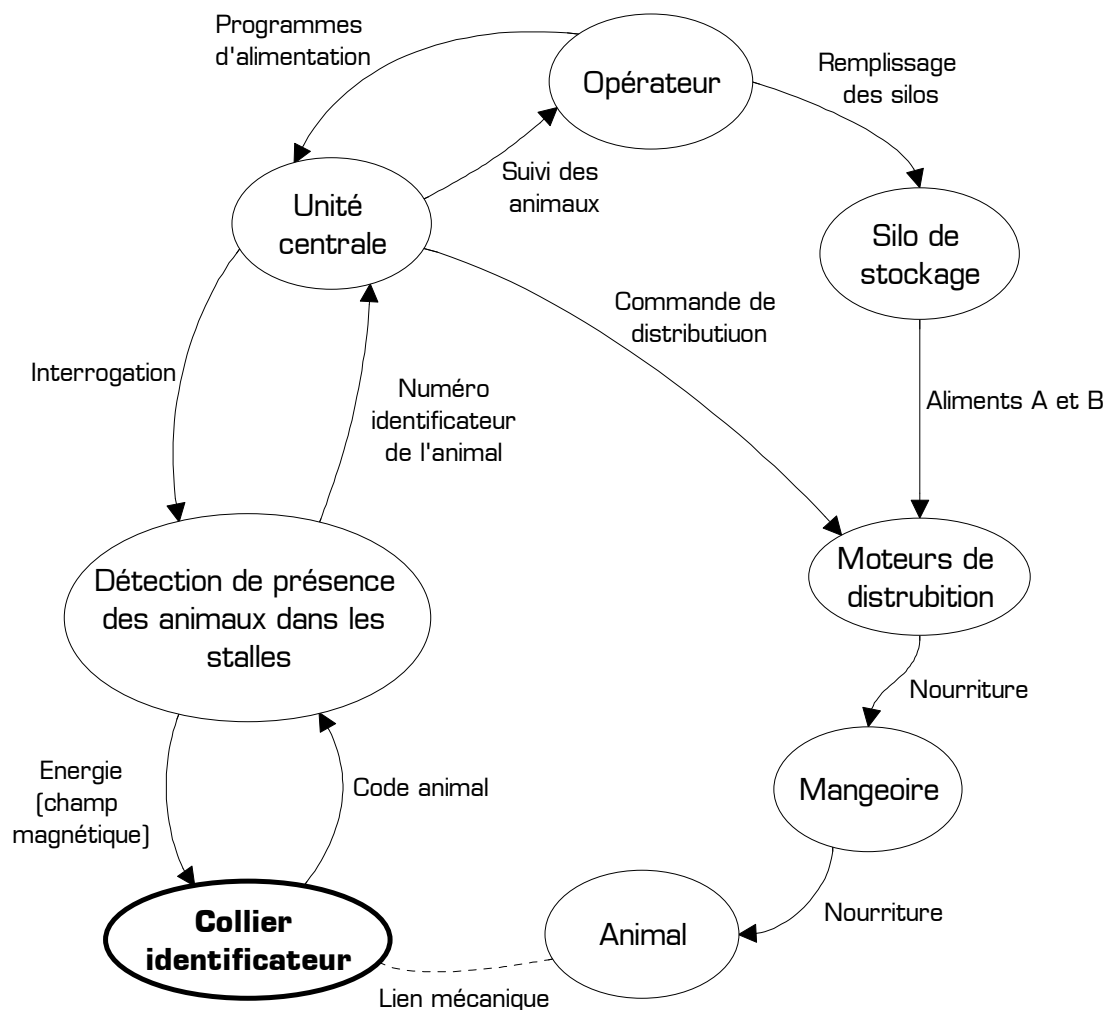 Programmes
d'alimentation
Opérateur
Remplissage
des silos
Suivi des
animaux
Unité
centrale
Silo de
stockage
Commande de
distributiuon
Interrogation
Numéro
identificateur
de l'animal
Aliments A et B
Détection de présence
des animaux dans les
stalles
Moteurs de
distrubition
Nourriture
Energie
(champ
magnétique)
Code animal
Mangeoire
Collier
identificateur
Animal
Nourriture
Lien mécanique